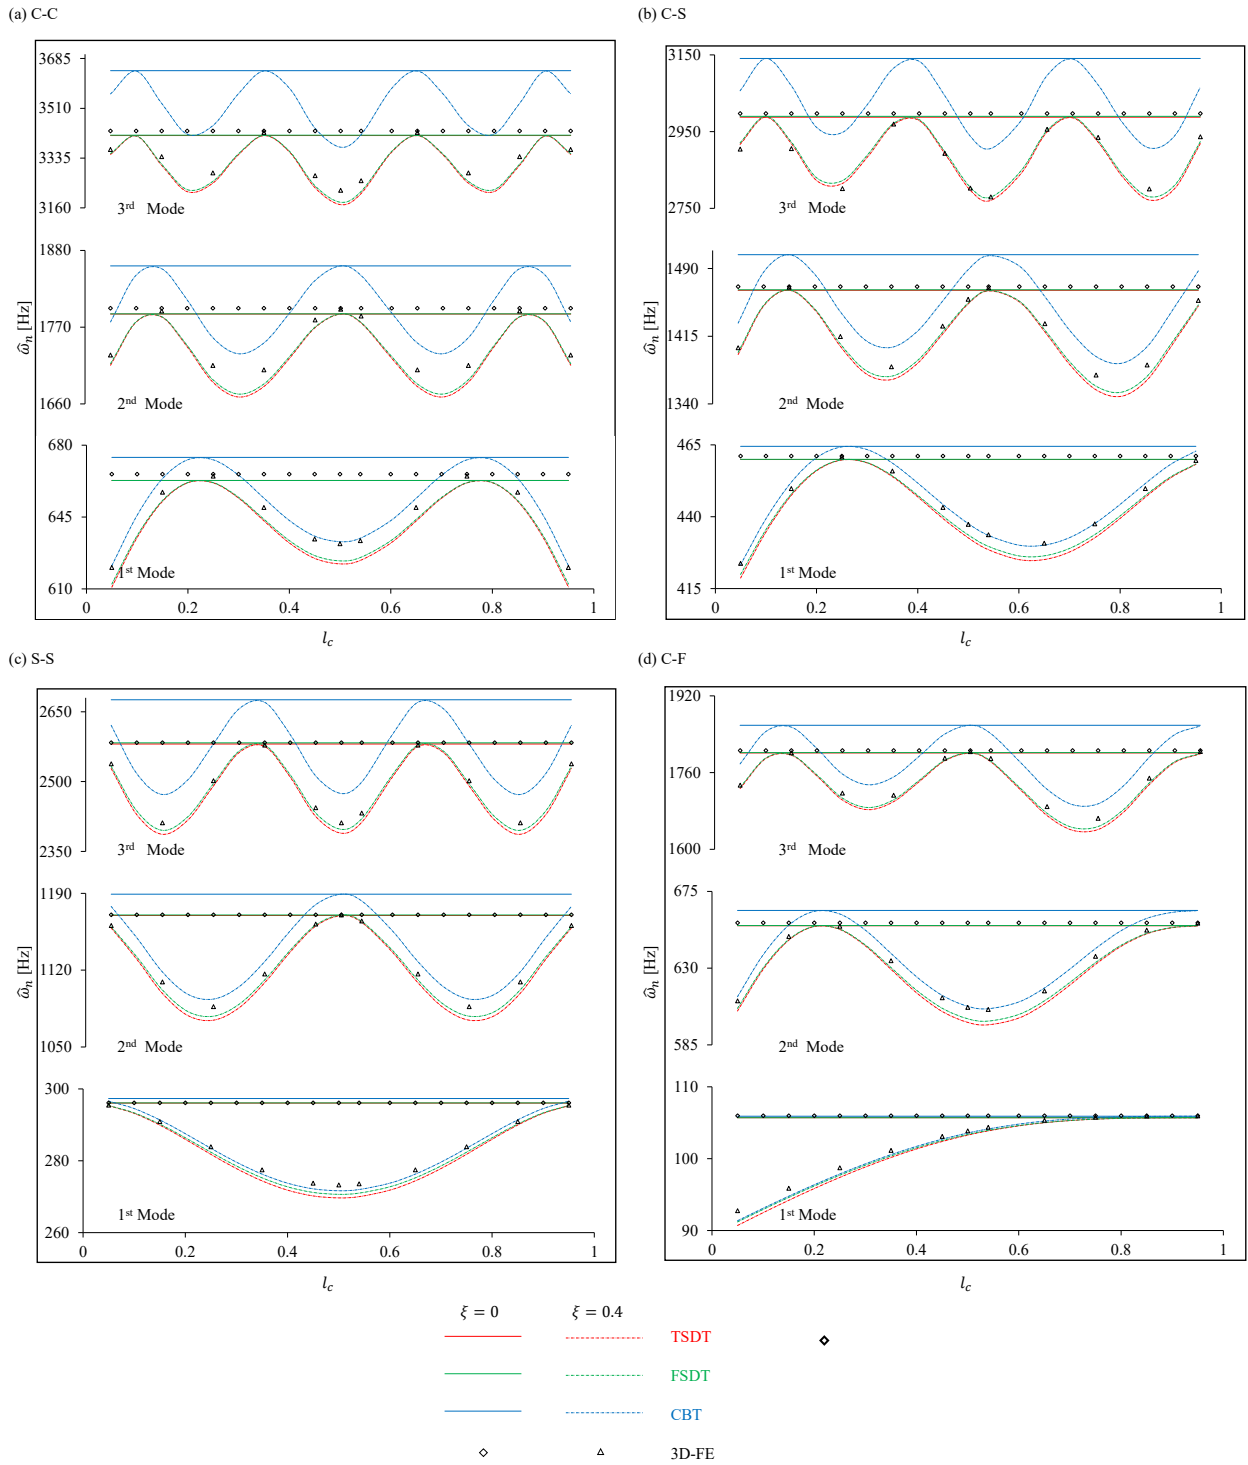 (a) C-C
3685
3510
3335
3160
3rd Mode
1880
1770
1660
2nd Mode
ω̂n [Hz]
680
645
610
1st Mode
0 0.2 0.4 0.6 0.8 1
lc
(b) C-S
3150
2950
2750
3rd Mode
1490
1415
1340
2nd Mode
ω̂n [Hz]
465
440
415
1st Mode
0 0.2 0.4 0.6 0.8 1
lc
(c) S-S
2650
2500
2350
3rd Mode
1190
1120
1050
2nd Mode
ω̂n [Hz]
300
280
260
1st Mode
0 0.2 0.4 0.6 0.8 1
lc
(d) C-F
1920
1760
1600
3rd Mode
675
630
585
2nd Mode
ω̂n [Hz]
110
100
90
1st Mode
0 0.2 0.4 0.6 0.8 1
lc
ξ = 0 ξ = 0.4
TSDT
FSDT
CBT
3D-FE